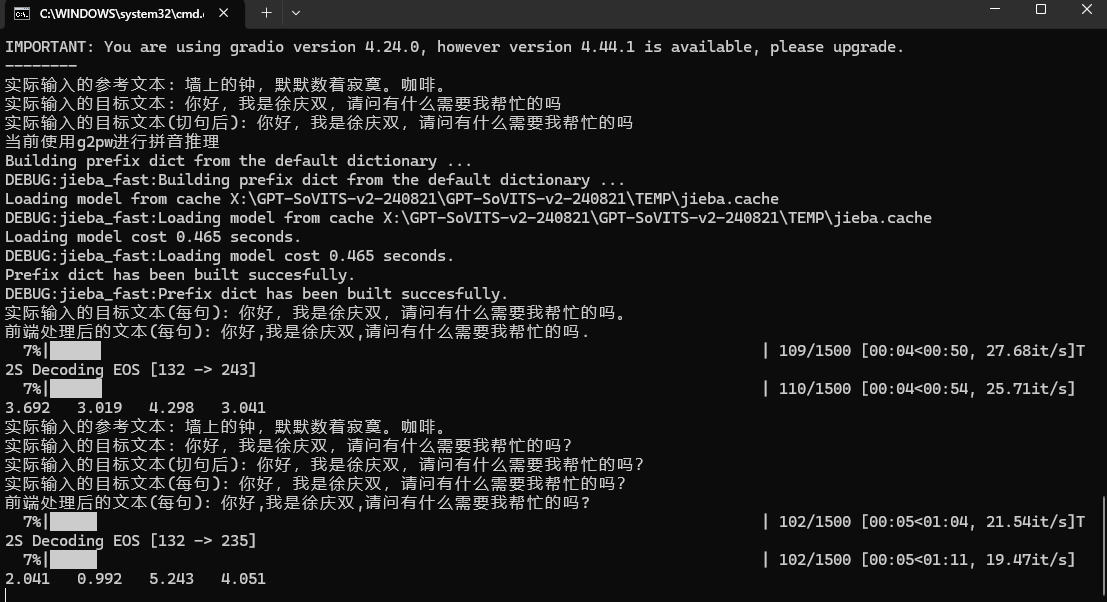 C:\WINDOWS\system32\cmd.
IMPORTANT: You are using gradio version 4.24.0, however version 4.44.1 is available, please upgrade.
--------
实际输入的参考文本: 墙上的钟，默默数着寂寞。咖啡。
实际输入的目标文本: 你好，我是徐庆双，请问有什么需要我帮忙的吗
实际输入的目标文本(切句后): 你好，我是徐庆双，请问有什么需要我帮忙的吗
当前使用g2pw进行拼音推理
Building prefix dict from the default dictionary ...
DEBUG:jieba_fast:Building prefix dict from the default dictionary ...
Loading model from cache X:\GPT-SoVITS-v2-240821\GPT-SoVITS-v2-240821\TEMP\jieba.cache
DEBUG:jieba_fast:Loading model from cache X:\GPT-SoVITS-v2-240821\GPT-SoVITS-v2-240821\TEMP\jieba.cache
Loading model cost 0.465 seconds.
DEBUG:jieba_fast:Loading model cost 0.465 seconds.
Prefix dict has been built succesfully.
DEBUG:jieba_fast:Prefix dict has been built succesfully.
实际输入的目标文本(每句): 你好，我是徐庆双，请问有什么需要我帮忙的吗。
前端处理后的文本(每句): 你好,我是徐庆双,请问有什么需要我帮忙的吗.
7%| | 109/1500 [00:04<00:50, 27.68it/s]T
2S Decoding EOS [132 -> 243]
7%| | 110/1500 [00:04<00:54, 25.71it/s]
3.692 3.019 4.298 3.041
实际输入的参考文本: 墙上的钟，默默数着寂寞。咖啡。
实际输入的目标文本: 你好，我是徐庆双，请问有什么需要我帮忙的吗？
实际输入的目标文本(切句后): 你好，我是徐庆双，请问有什么需要我帮忙的吗？
实际输入的目标文本(每句): 你好，我是徐庆双，请问有什么需要我帮忙的吗？
前端处理后的文本(每句): 你好,我是徐庆双,请问有什么需要我帮忙的吗?
7%| | 102/1500 [00:05<01:04, 21.54it/s]T
2S Decoding EOS [132 -> 235]
7%| | 102/1500 [00:05<01:11, 19.47it/s]
2.041 0.992 5.243 4.051